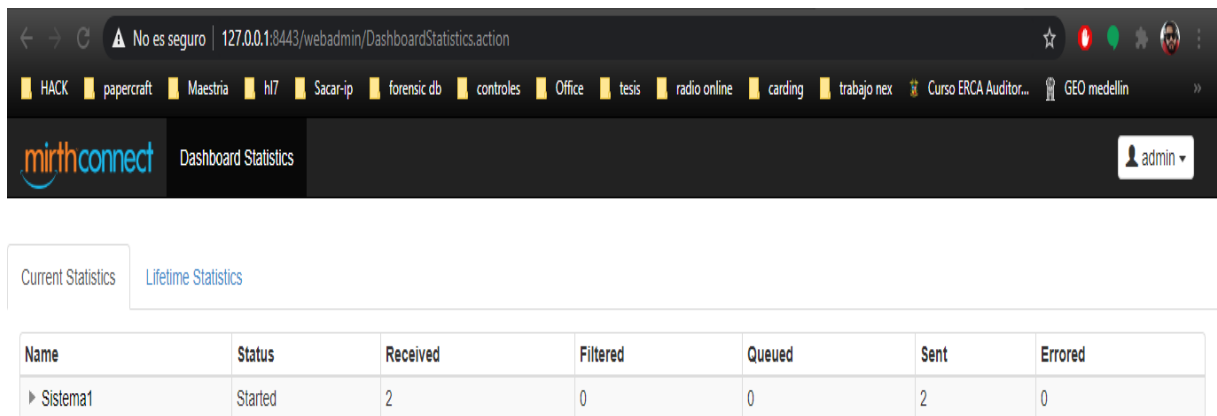 No es seguro | 127.0.0.1:8443/webadmin/DashboardStatistics.action
HACK papercraft Maestria hl7 Sacar-ip forensic db controles Office tesis radio online carding trabajo nex Curso ERCA Auditor... GEO medellin »
mirthconnect Dashboard Statistics admin
Current Statistics Lifetime Statistics
Name Status Received Filtered Queued Sent Errored
Sistema1 Started 2 0 0 2 0